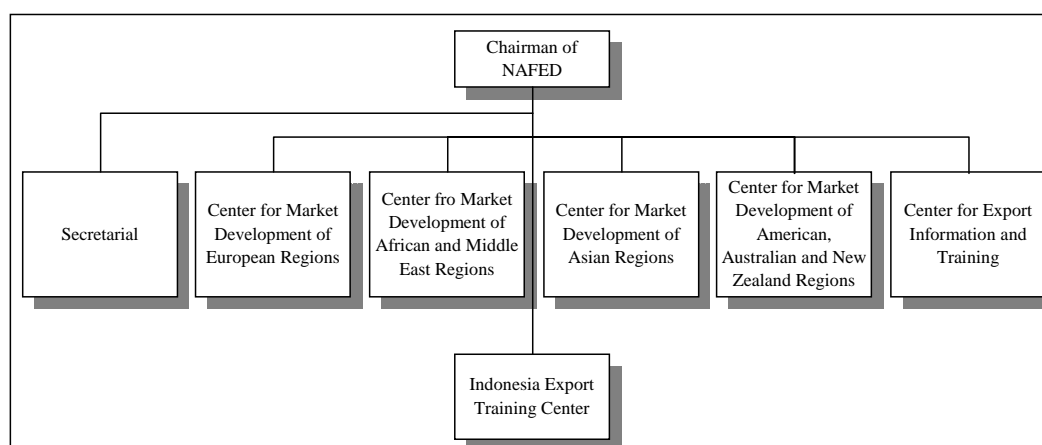 Chairman of
NAFED
Secretarial
Center for Market
Development of
European Regions
Center fro Market
Development of
African and Middle
East Regions
Center for Market
Development of
Asian Regions
Center for Market
Development of
American,
Australian and New
Zealand Regions
Center for Export
Information and
Training
Indonesia Export
Training Center